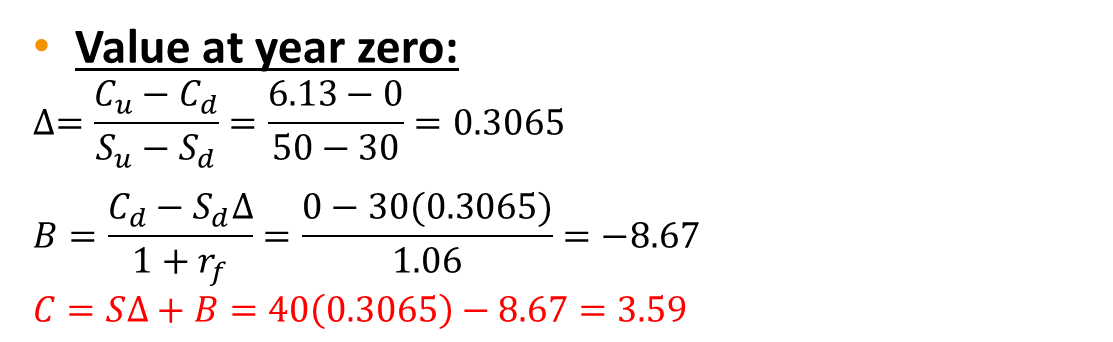 • Value at year zero:
Δ= (C_u − C_d)/(S_u − S_d) = (6.13 − 0)/(50 − 30) = 0.3065
B = (C_d − S_dΔ)/(1 + r_f) = (0 − 30(0.3065))/1.06 = −8.67
C = SΔ + B = 40(0.3065) − 8.67 = 3.59